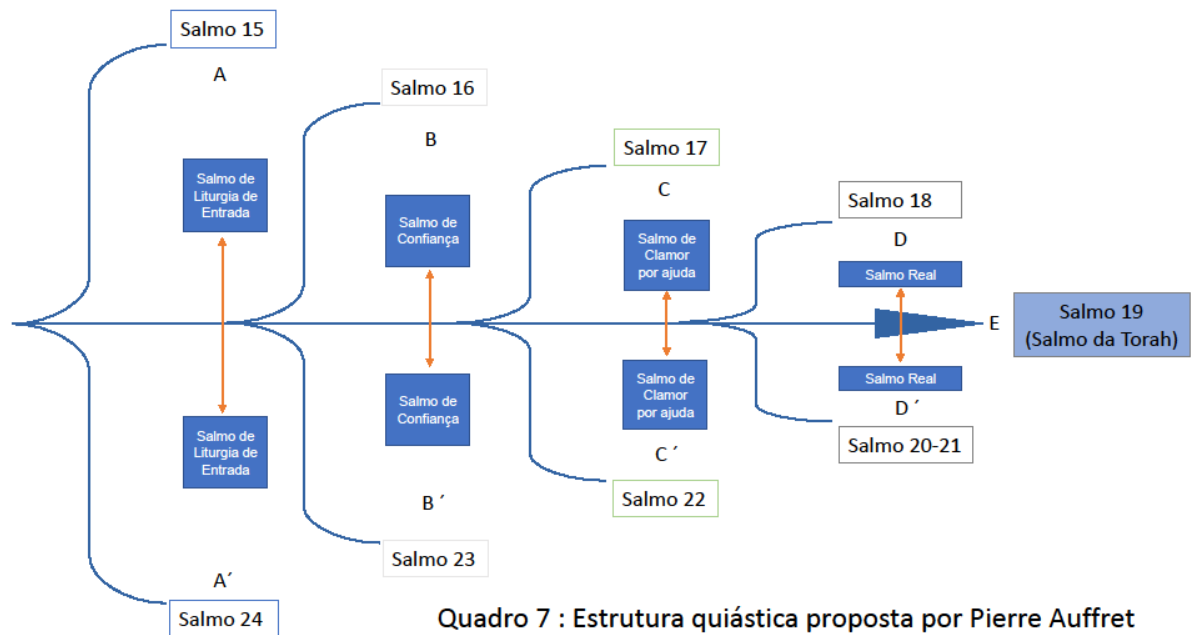 Salmo 15
A
Salmo de
Liturgia de
Entrada
Salmo de
Liturgia de
Entrada
A´
Salmo 24
Salmo 16
B
Salmo de
Confiança
Salmo de
Confiança
B ´
Salmo 23
Salmo 17
C
Salmo de
Clamor
por ajuda
Salmo de
Clamor
por ajuda
C ´
Salmo 22
Salmo 18
D
Salmo Real
Salmo Real
D ´
Salmo 20-21
E
Salmo 19
(Salmo da Torah)
Quadro 7 : Estrutura quiástica proposta por Pierre Auffret